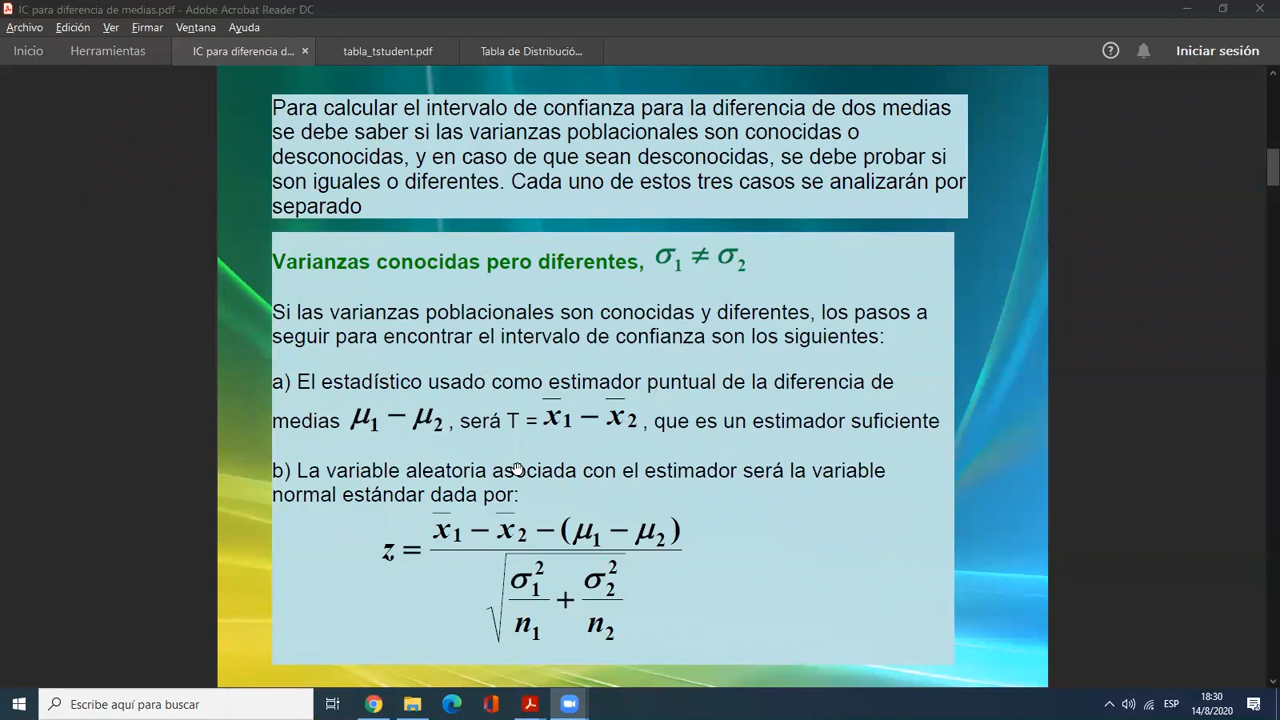 IC para diferencia de medias.pdf - Adobe Acrobat Reader DC
Archivo Edición Ver Firmar Ventana Ayuda
Inicio Herramientas IC para diferencia d... × tabla_tstudent.pdf Tabla de Distribució... Iniciar sesión
Para calcular el intervalo de confianza para la diferencia de dos medias
se debe saber si las varianzas poblacionales son conocidas o
desconocidas, y en caso de que sean desconocidas, se debe probar si
son iguales o diferentes. Cada uno de estos tres casos se analizarán por
separado
Varianzas conocidas pero diferentes, σ₁ ≠ σ₂
Si las varianzas poblacionales son conocidas y diferentes, los pasos a
seguir para encontrar el intervalo de confianza son los siguientes:
a) El estadístico usado como estimador puntual de la diferencia de
medias μ₁ − μ₂ , será T = x̄₁ − x̄₂ , que es un estimador suficiente
b) La variable aleatoria asociada con el estimador será la variable
normal estándar dada por:
z = (x̄₁ − x̄₂ − (μ₁ − μ₂)) / √(σ₁²/n₁ + σ₂²/n₂)
Escribe aquí para buscar
ESP
18:30
14/8/2020